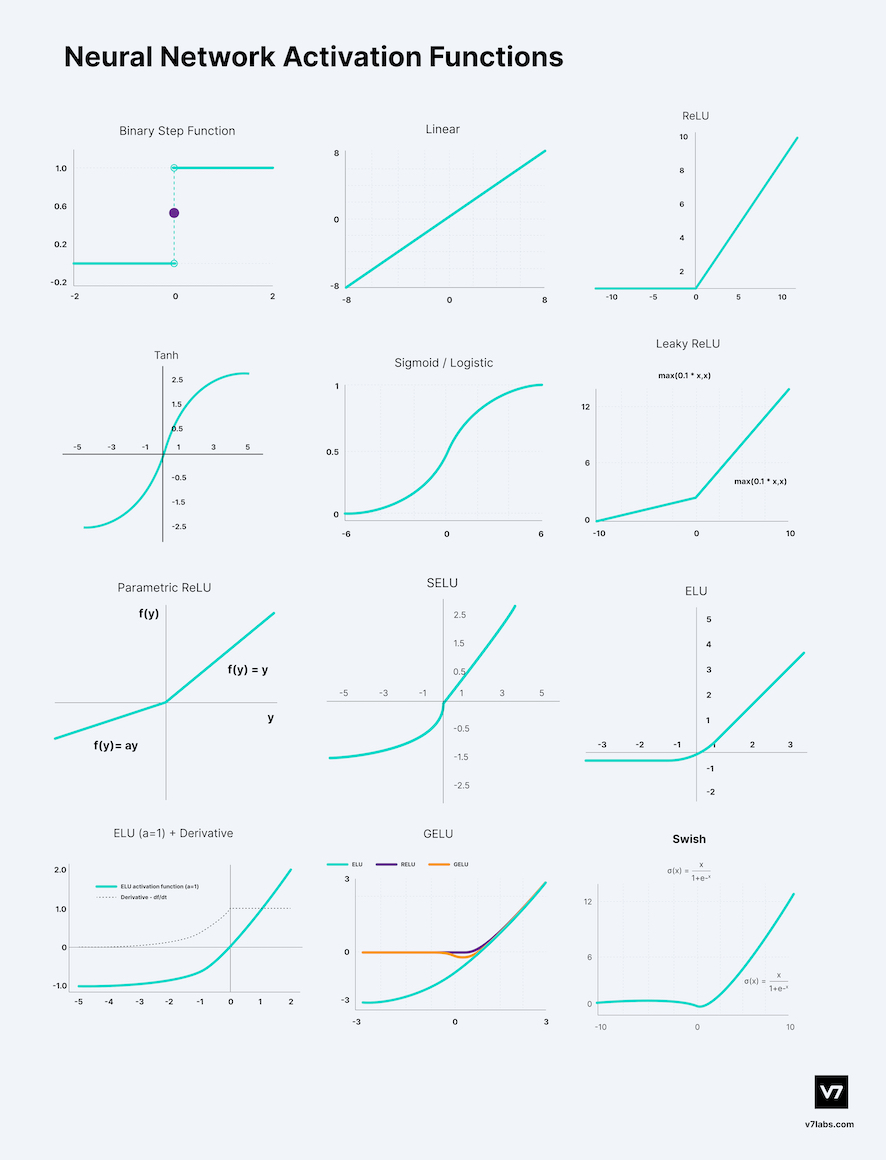 Neural Network Activation Functions
Binary Step Function
1.0
0.6
0.2
-0.2
-2 0 2
Linear
8
0
-8
-8 0 8
ReLU
10
8
6
4
2
-10 -5 0 5 10
Tanh
2.5
1.5
0.5
-5 -3 -1 1 3 5
-0.5
-1.5
-2.5
Sigmoid / Logistic
1
0.5
0
-6 0 6
Leaky ReLU
max(0.1 * x,x)
12
6
max(0.1 * x,x)
0
-10 0 10
Parametric ReLU
f(y)
f(y) = y
y
f(y)= ay
SELU
2.5
1.5
0.5
-5 -3 -1 1 3 5
-0.5
-1.5
-2.5
ELU
5
4
3
2
1
-3 -2 -1 1 2 3
-1
-2
ELU (a=1) + Derivative
2.0
ELU activation function (a=1)
Derivative - df/dt
1.0
0
-1.0
-5 -4 -3 -2 -1 0 1 2
GELU
ELU RELU GELU
3
0
-3
-3 0 3
Swish
σ(x) = x
1+e-ˣ
12
6
σ(x) = x
1+e-ˣ
0
-10 0 10
V7
v7labs.com